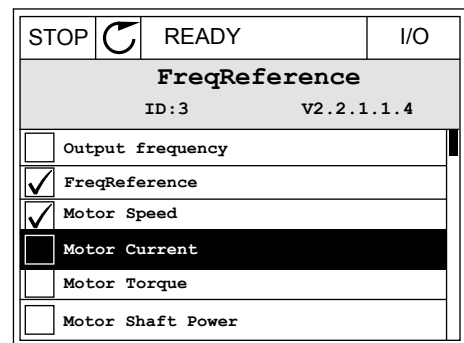 STOP READY I/O
FreqReference
ID:3 V2.2.1.1.4
Output frequency
FreqReference
Motor Speed
Motor Current
Motor Torque
Motor Shaft Power